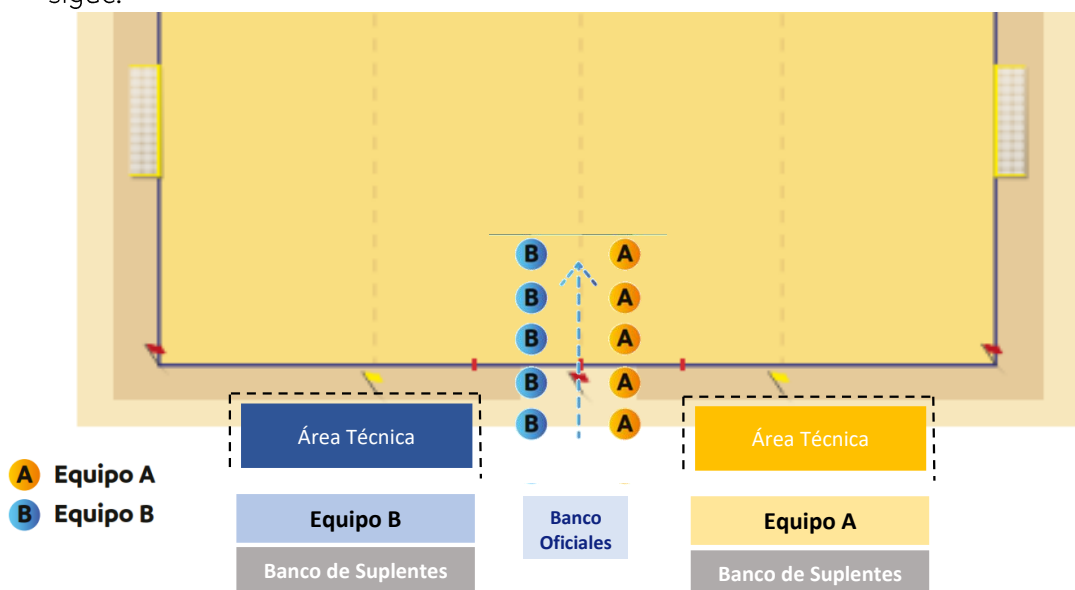 sigue:
B A
B A
B A
B A
B A
Área Técnica
Área Técnica
A Equipo A
B Equipo B
Equipo B
Banco
Oficiales
Equipo A
Banco de Suplentes
Banco de Suplentes